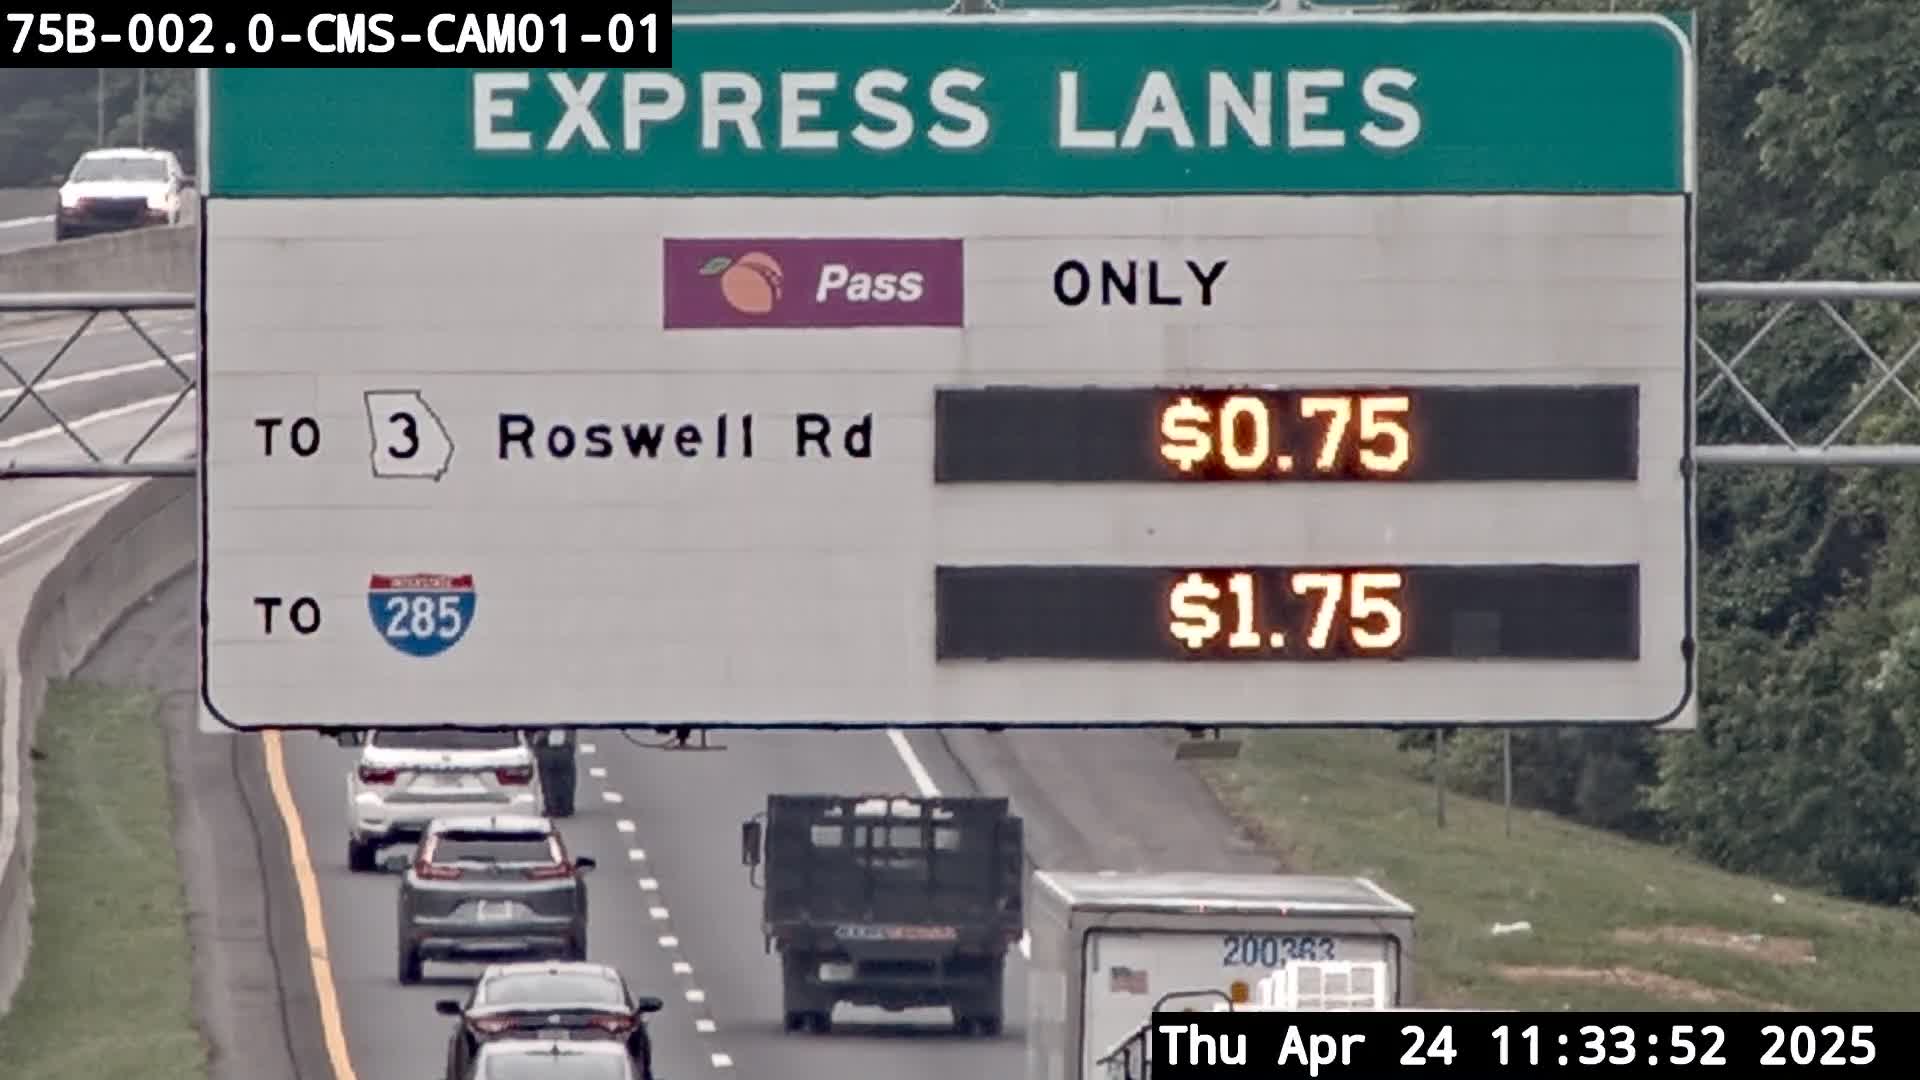 75B-002.0-CMS-CAM01-01
EXPRESS LANES
Pass ONLY
TO 3 Roswell Rd $0.75
INTERSTATE
TO 285 $1.75
200363
Thu Apr 24 11:33:52 2025